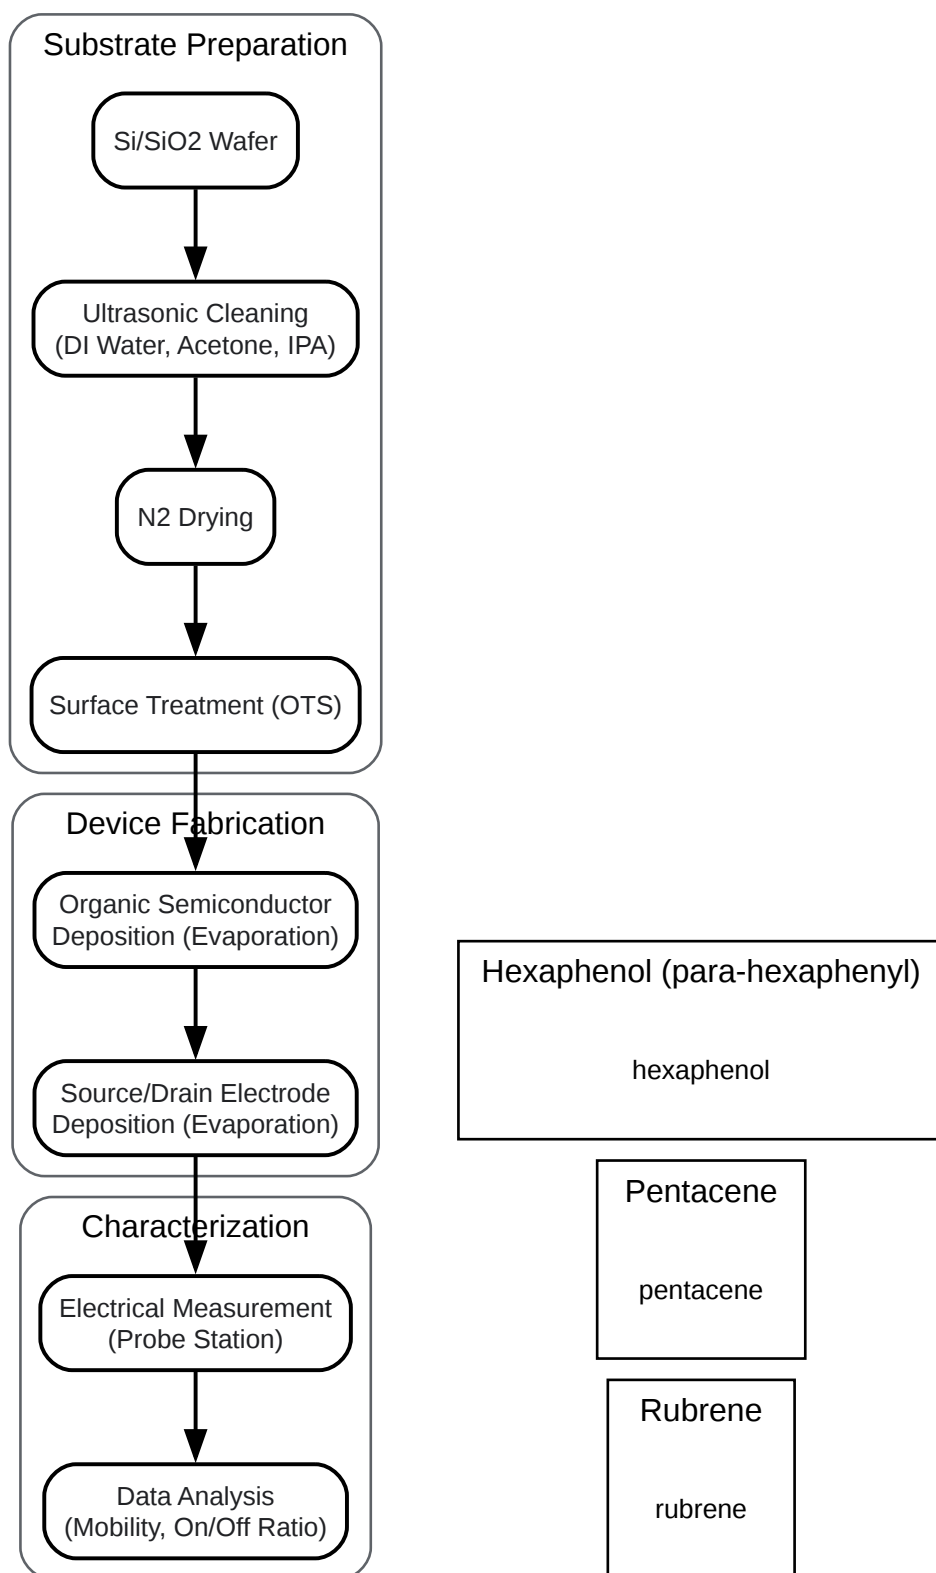 Substrate Preparation
Si/SiO2 Wafer
Ultrasonic Cleaning
(DI Water, Acetone, IPA)
N2 Drying
Surface Treatment (OTS)
Device Fabrication
Organic Semiconductor
Deposition (Evaporation)
Source/Drain Electrode
Deposition (Evaporation)
Characterization
Electrical Measurement
(Probe Station)
Data Analysis
(Mobility, On/Off Ratio)
Hexaphenol (para-hexaphenyl)
hexaphenol
Pentacene
pentacene
Rubrene
rubrene